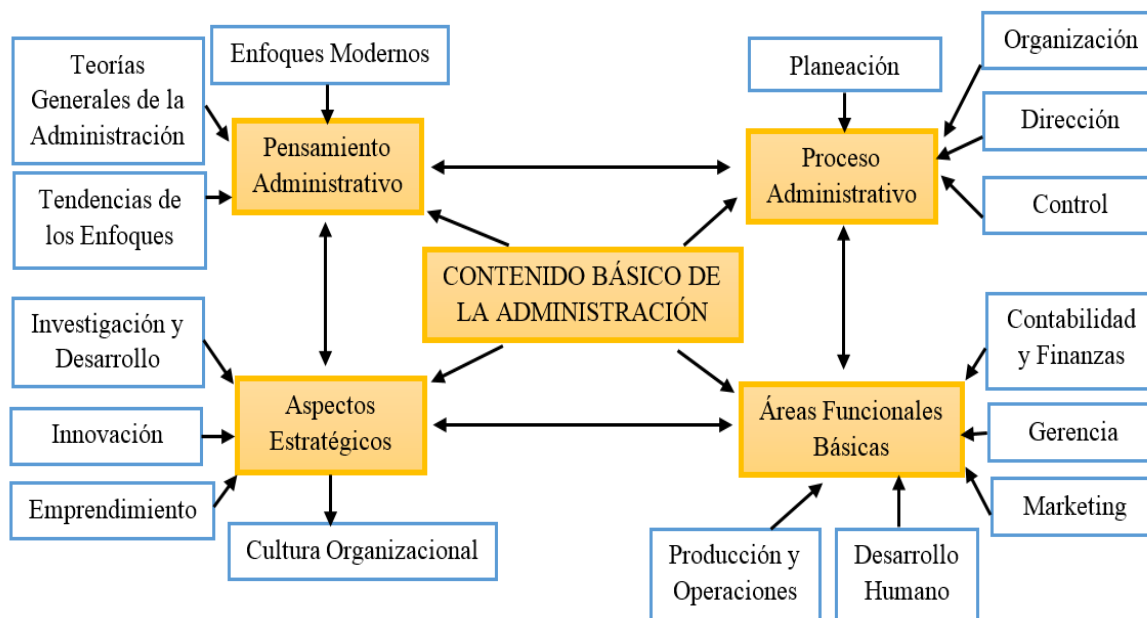 Teorías
Generales de la
Administración
Enfoques Modernos
Tendencias de
los Enfoques
Pensamiento
Administrativo
Planeación
Organización
Dirección
Control
Proceso
Administrativo
CONTENIDO BÁSICO DE
LA ADMINISTRACIÓN
Investigación y
Desarrollo
Innovación
Emprendimiento
Aspectos
Estratégicos
Cultura Organizacional
Áreas Funcionales
Básicas
Contabilidad
y Finanzas
Gerencia
Marketing
Producción y
Operaciones
Desarrollo
Humano